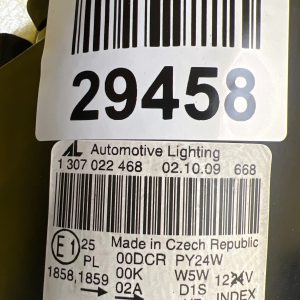 29458
AL Automotive Lighting
1 307 022 468 02.10.09 668
E1 25 Made in Czech Republic
PL 00DCR PY24W
00K W5W 12V
1858,1859 02A D1S
INDEX